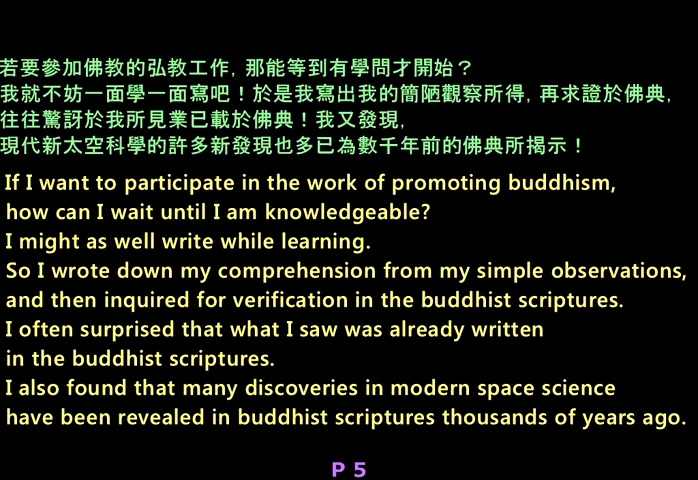 若要參加佛教的弘教工作, 那能等到有學問才開始？
我就不妨一面學一面寫吧！於是我寫出我的簡陋觀察所得, 再求證於佛典,
往往驚訝於我所見業已載於佛典！我又發現,
現代新太空科學的許多新發現也多已為數千年前的佛典所揭示！
If I want to participate in the work of promoting buddhism,
how can I wait until I am knowledgeable?
I might as well write while learning.
So I wrote down my comprehension from my simple observations,
and then inquired for verification in the buddhist scriptures.
I often surprised that what I saw was already written
in the buddhist scriptures.
I also found that many discoveries in modern space science
have been revealed in buddhist scriptures thousands of years ago.
P 5